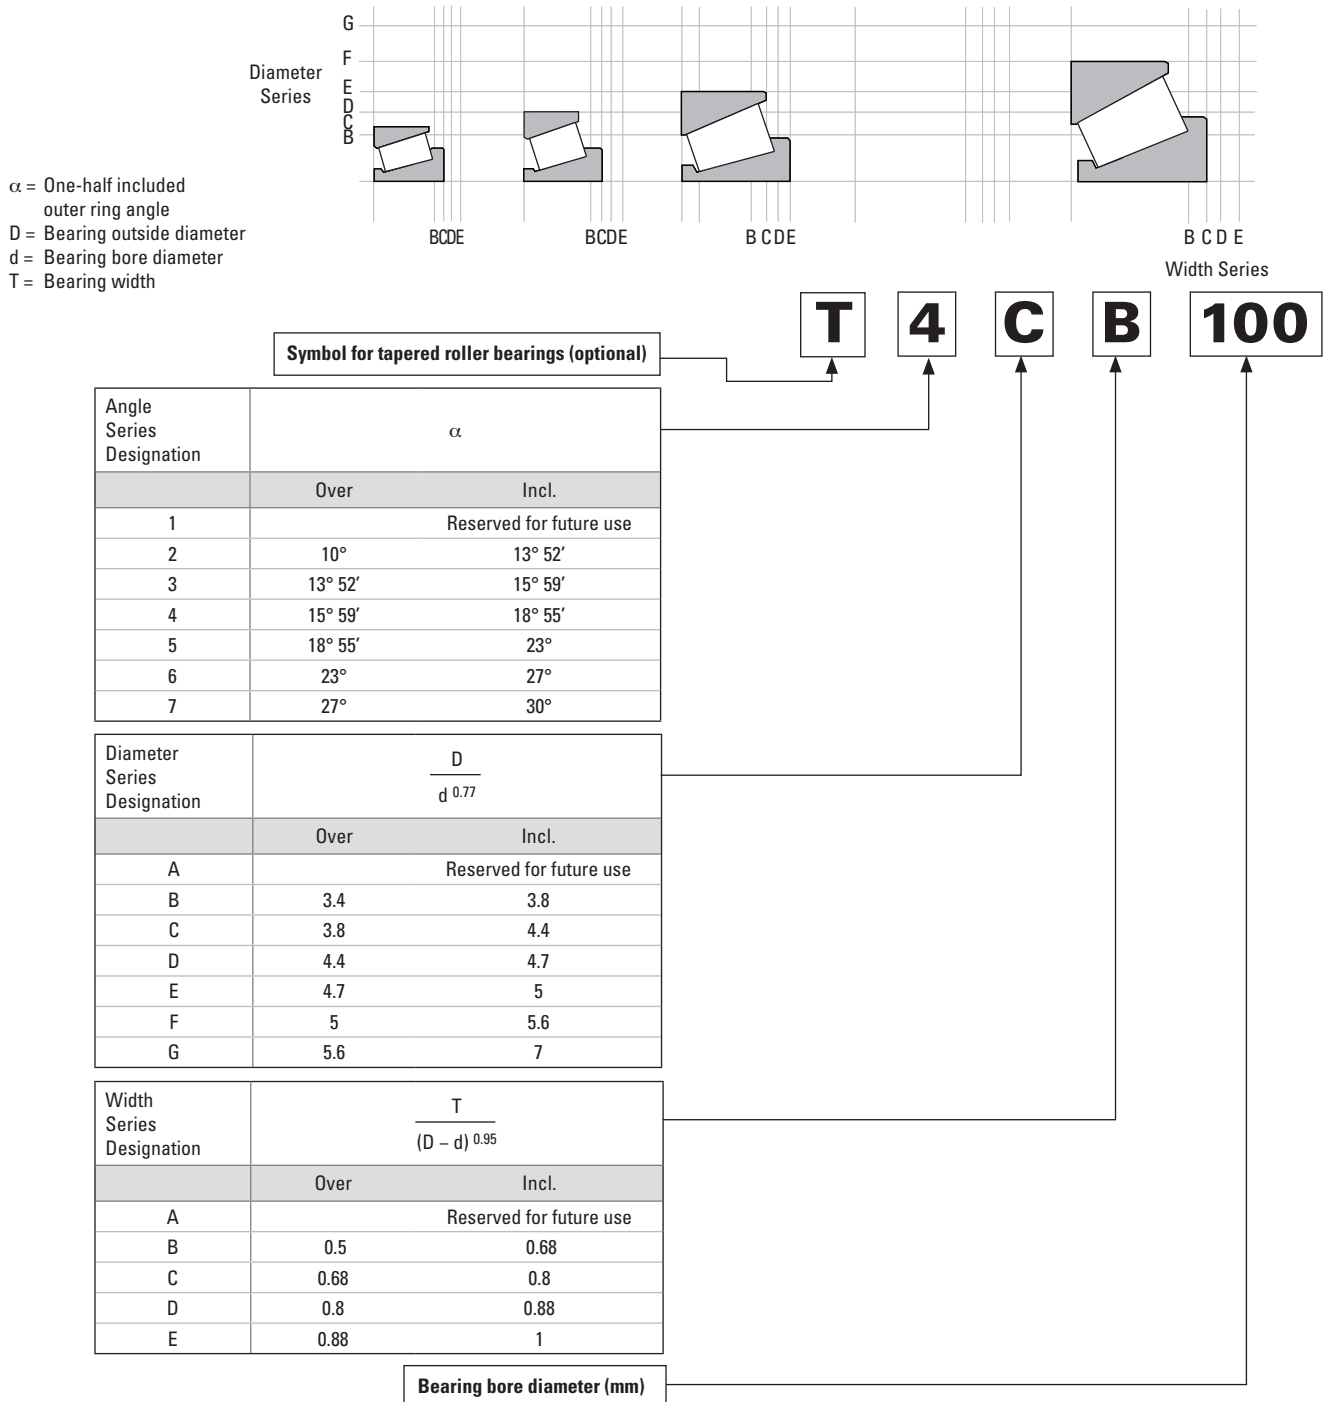 G
F
E
D
C
B
Diameter
Series
α = One-half included
outer ring angle
D = Bearing outside diameter
d = Bearing bore diameter
T = Bearing width
BCDE
BCDE
B C D E
B C D E
Width Series
T 4 C B 100
Symbol for tapered roller bearings (optional)
Angle
Series
Designation
α
Over Incl.
1 Reserved for future use
2 10° 13° 52′
3 13° 52′ 15° 59′
4 15° 59′ 18° 55′
5 18° 55′ 23°
6 23° 27°
7 27° 30°
Diameter
Series
Designation
D
d 0.77
Over Incl.
A Reserved for future use
B 3.4 3.8
C 3.8 4.4
D 4.4 4.7
E 4.7 5
F 5 5.6
G 5.6 7
Width
Series
Designation
T
(D – d) 0.95
Over Incl.
A Reserved for future use
B 0.5 0.68
C 0.68 0.8
D 0.8 0.88
E 0.88 1
Bearing bore diameter (mm)